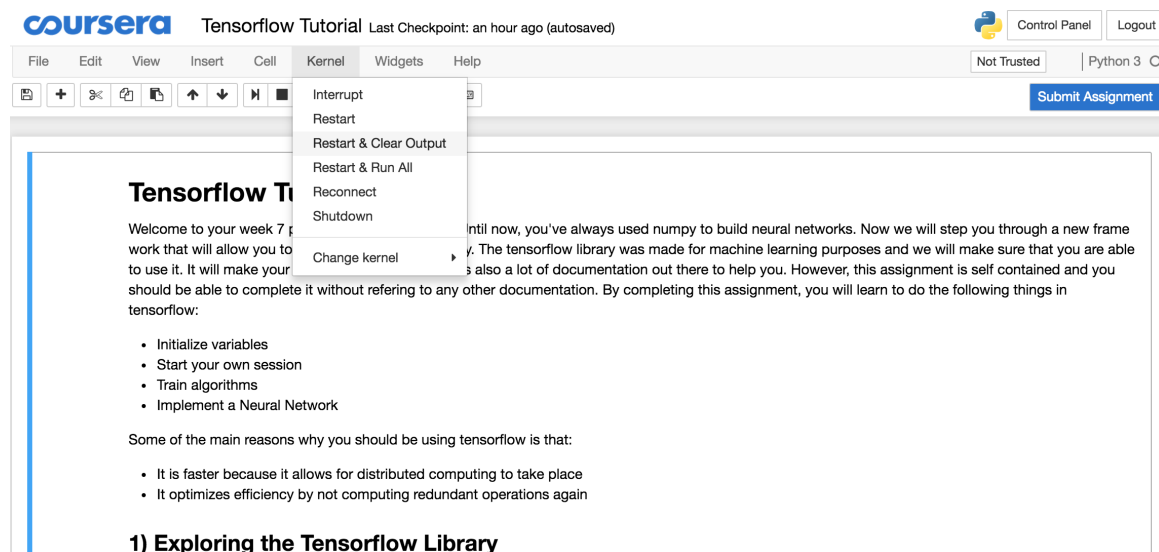 coursera Tensorflow Tutorial Last Checkpoint: an hour ago (autosaved) Control Panel Logout
File Edit View Insert Cell Kernel Widgets Help Not Trusted Python 3
Submit Assignment
Interrupt
Restart
Restart & Clear Output
Restart & Run All
Reconnect
Shutdown
Change kernel
Tensorflow
Welcome to your week 7 ntil now, you've always used numpy to build neural networks. Now we will step you through a new frame
work that will allow you to y. The tensorflow library was made for machine learning purposes and we will make sure that you are able
to use it. It will make your s also a lot of documentation out there to help you. However, this assignment is self contained and you
should be able to complete it without refering to any other documentation. By completing this assignment, you will learn to do the following things in
tensorflow:
• Initialize variables
• Start your own session
• Train algorithms
• Implement a Neural Network
Some of the main reasons why you should be using tensorflow is that:
• It is faster because it allows for distributed computing to take place
• It optimizes efficiency by not computing redundant operations again
1) Exploring the Tensorflow Library